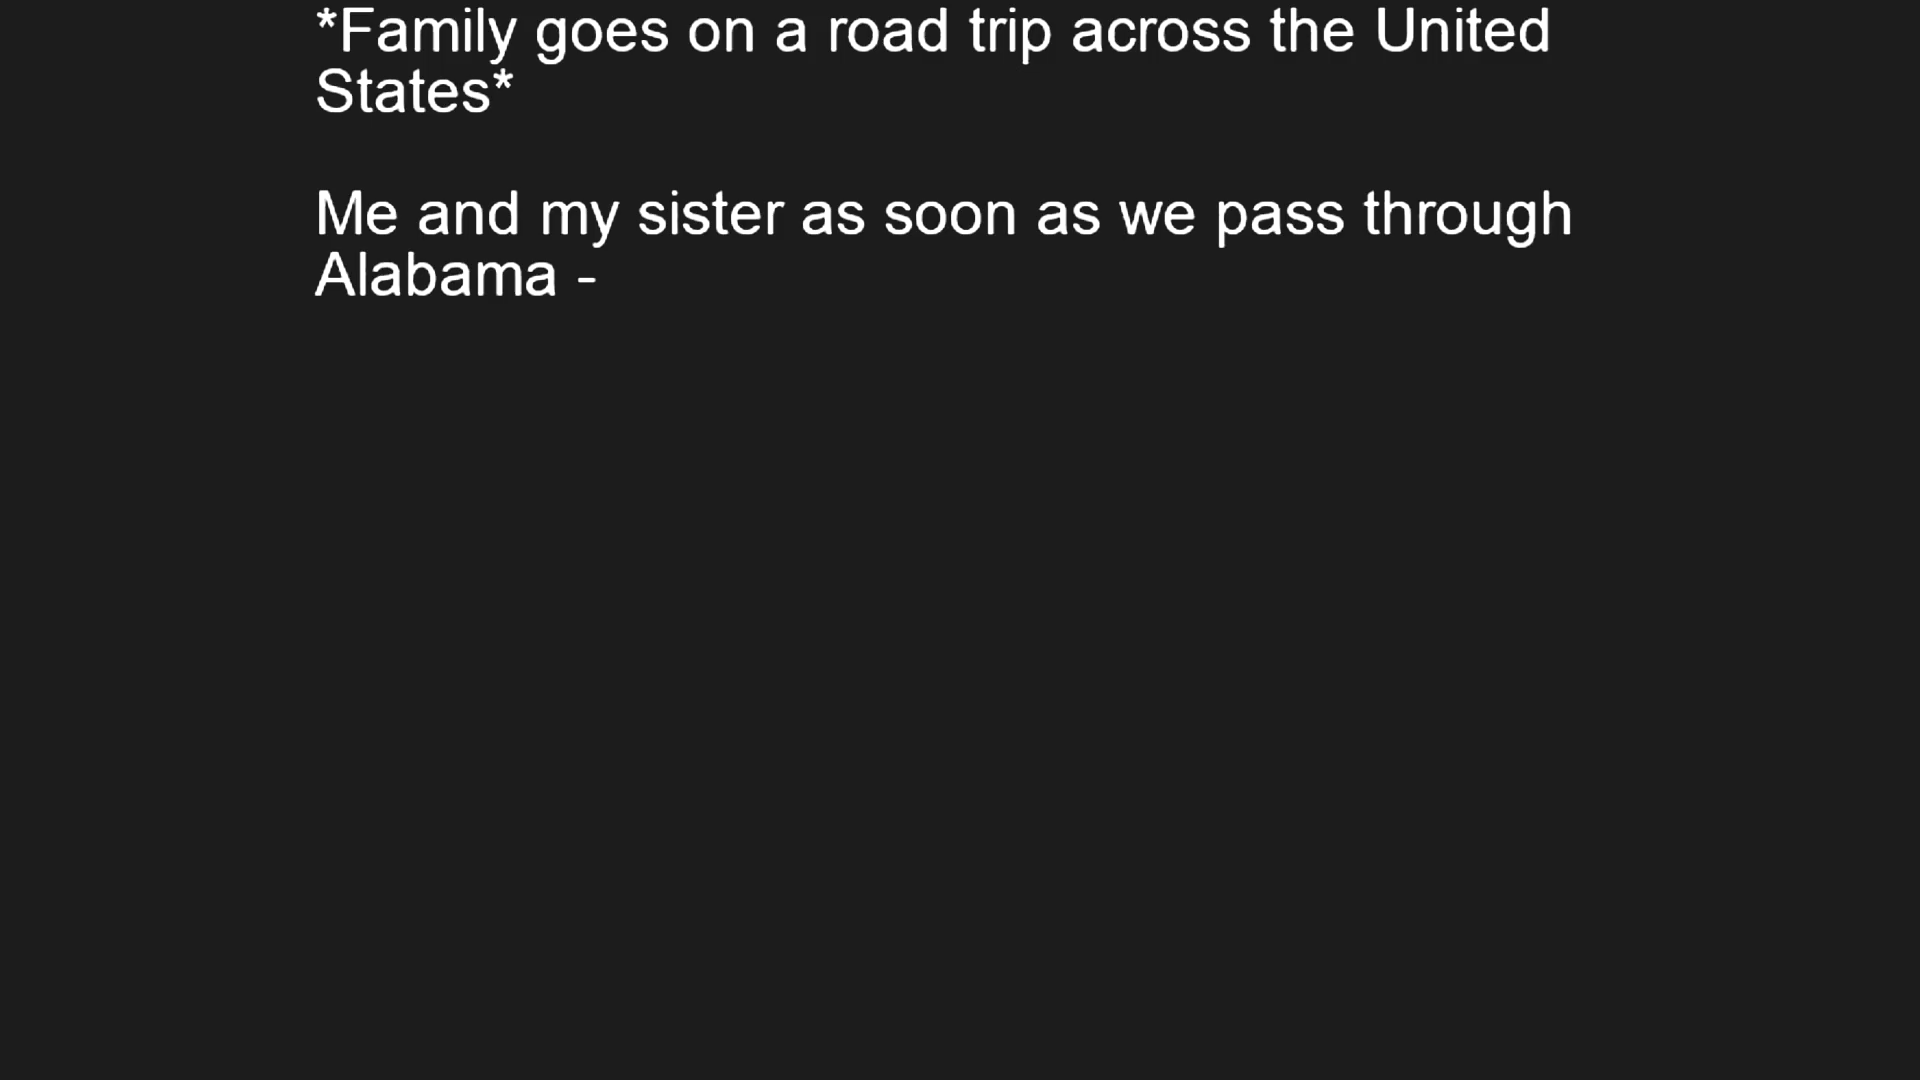 *Family goes on a road trip across the United
States*
Me and my sister as soon as we pass through
Alabama -